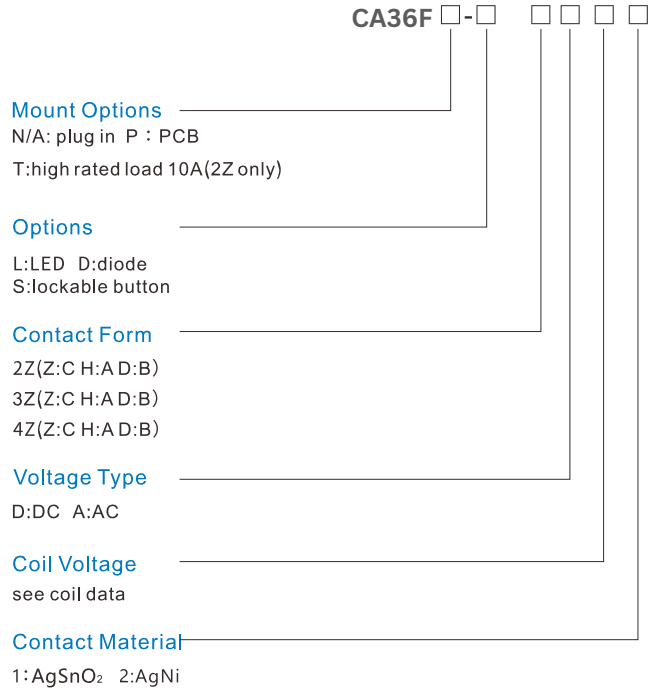 CA36F □-□ □ □ □ □
Mount Options
N/A: plug in P：PCB
T:high rated load 10A(2Z only)
Options
L:LED D:diode
S:lockable button
Contact Form
2Z(Z:C H:A D:B）
3Z(Z:C H:A D:B）
4Z(Z:C H:A D:B）
Voltage Type
D:DC A:AC
Coil Voltage
see coil data
Contact Material
1:AgSnO₂ 2:AgNi